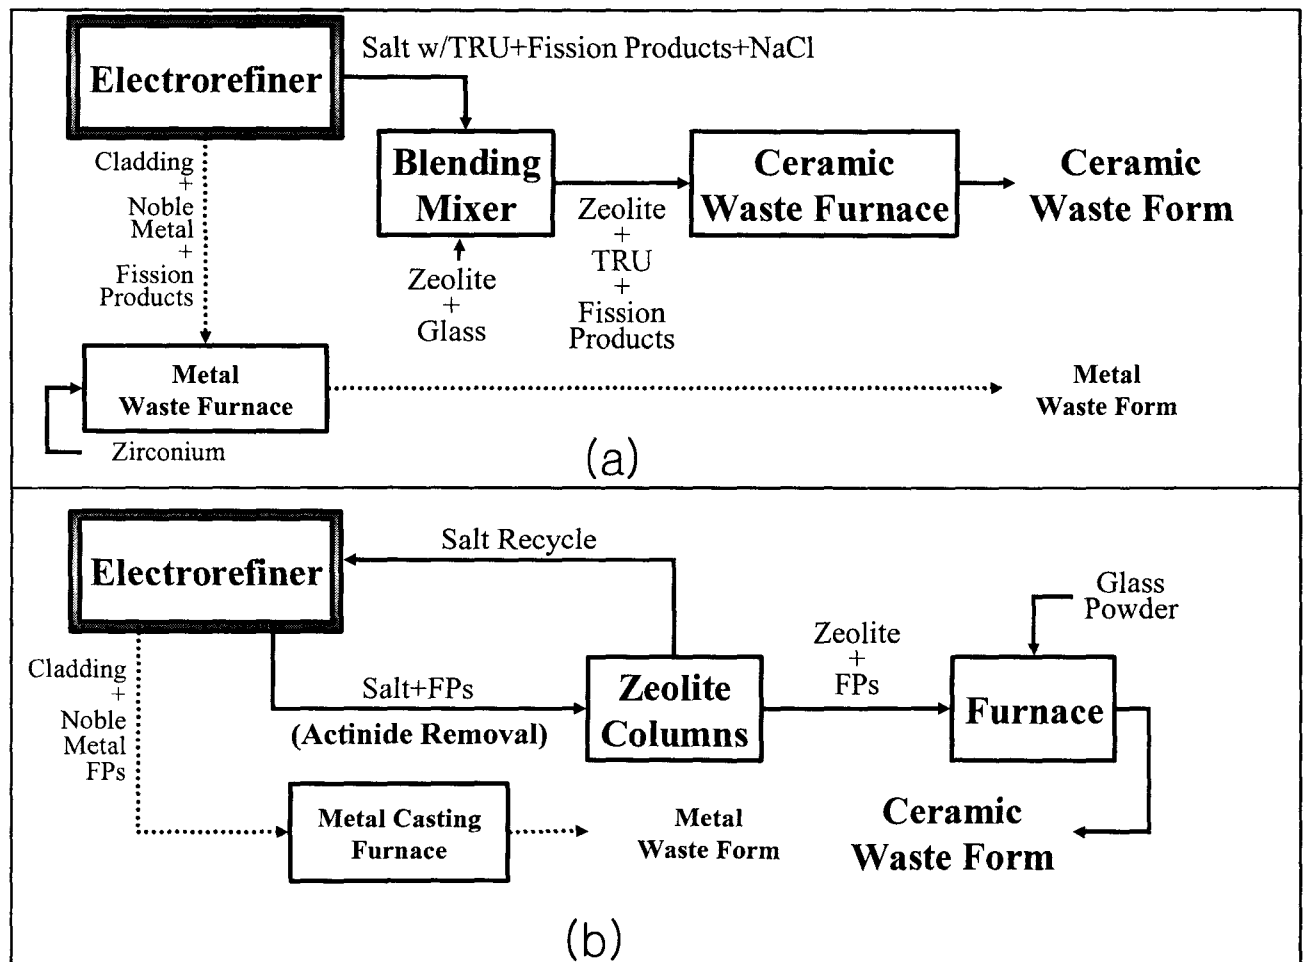 Electrorefiner
Salt w/TRU+Fission Products+NaCl
Cladding
+
Noble
Metal
+
Fission
Products
Blending
Mixer
Zeolite
+
Glass
Zeolite
+
TRU
+
Fission
Products
Ceramic
Waste Furnace
Ceramic
Waste Form
Metal
Waste Furnace
Zirconium
Metal
Waste Form
(a)
Electrorefiner
Salt Recycle
Cladding
+
Noble
Metal
FPs
Salt+FPs
(Actinide Removal)
Zeolite
Columns
Zeolite
+
FPs
Glass
Powder
Furnace
Metal Casting
Furnace
Metal
Waste Form
Ceramic
Waste Form
(b)